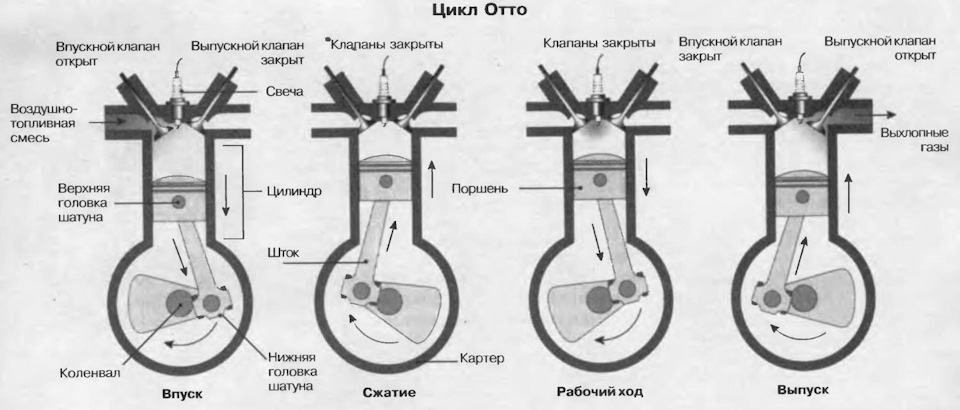 Цикл Отто
Впускной клапан
открыт
Выпускной клапан
закрыт
Клапаны закрыты
Клапаны закрыты
Впускной клапан
закрыт
Выпускной клапан
открыт
Свеча
Воздушно-
топливная
смесь
Выхлопные
газы
Верхняя
головка
шатуна
Цилиндр
Поршень
Шток
Коленвал
Нижняя
головка
шатуна
Картер
Впуск
Сжатие
Рабочий ход
Выпуск